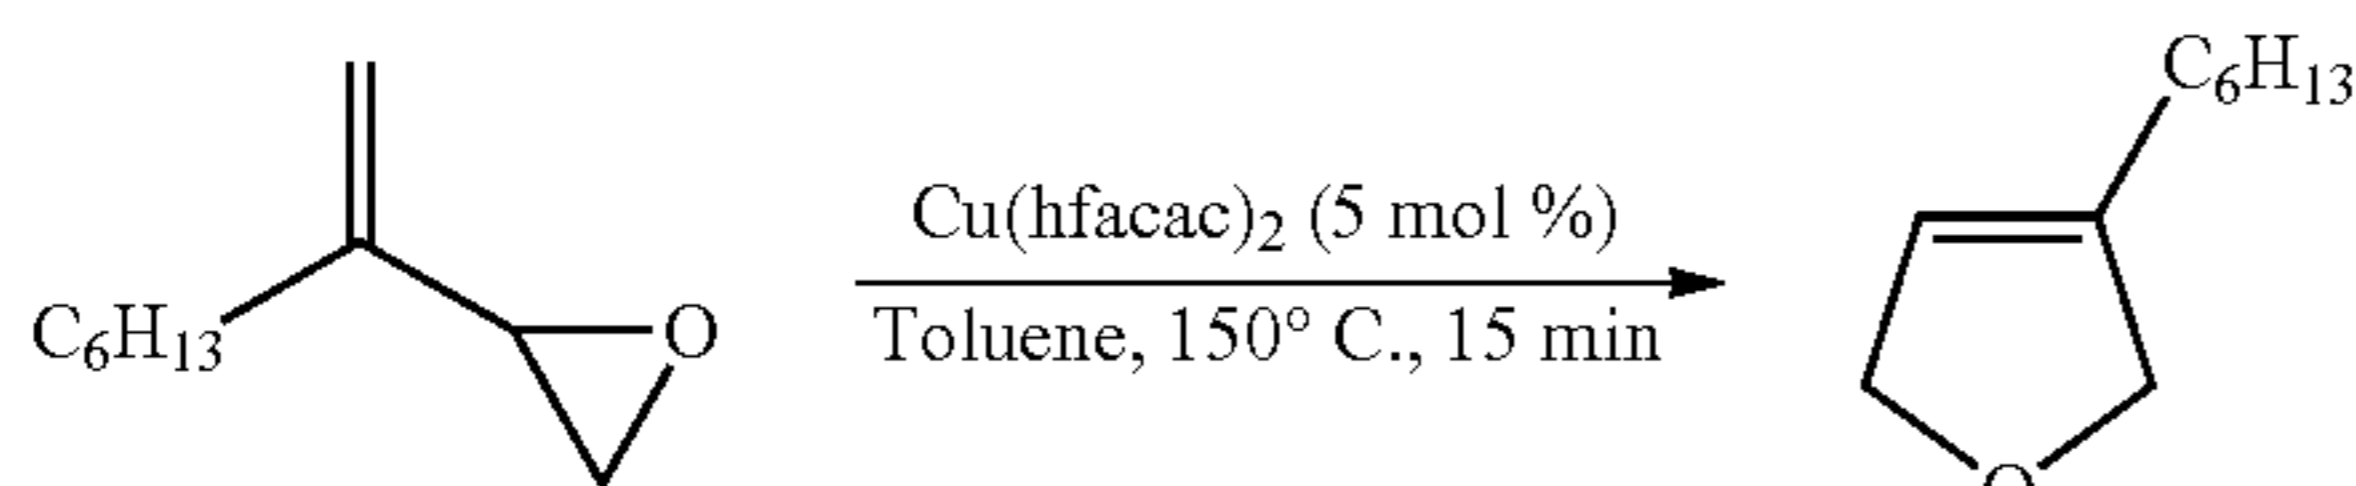 C₆H₁₃
Cu(hfacac)₂ (5 mol %)
C₆H₁₃ O
Toluene, 150° C., 15 min
O